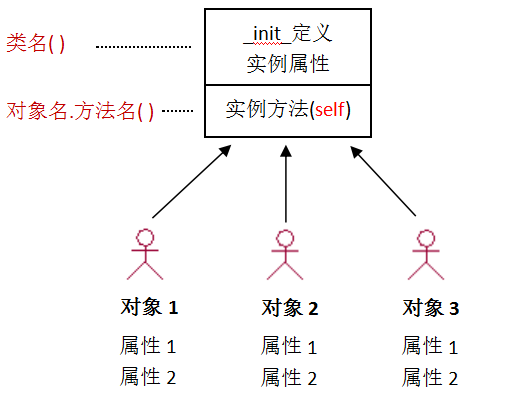 类名( )
_init_定义
实例属性
对象名.方法名( )
实例方法(self)
对象 1
对象 2
对象 3
属性 1
属性 1
属性 1
属性 2
属性 2
属性 2